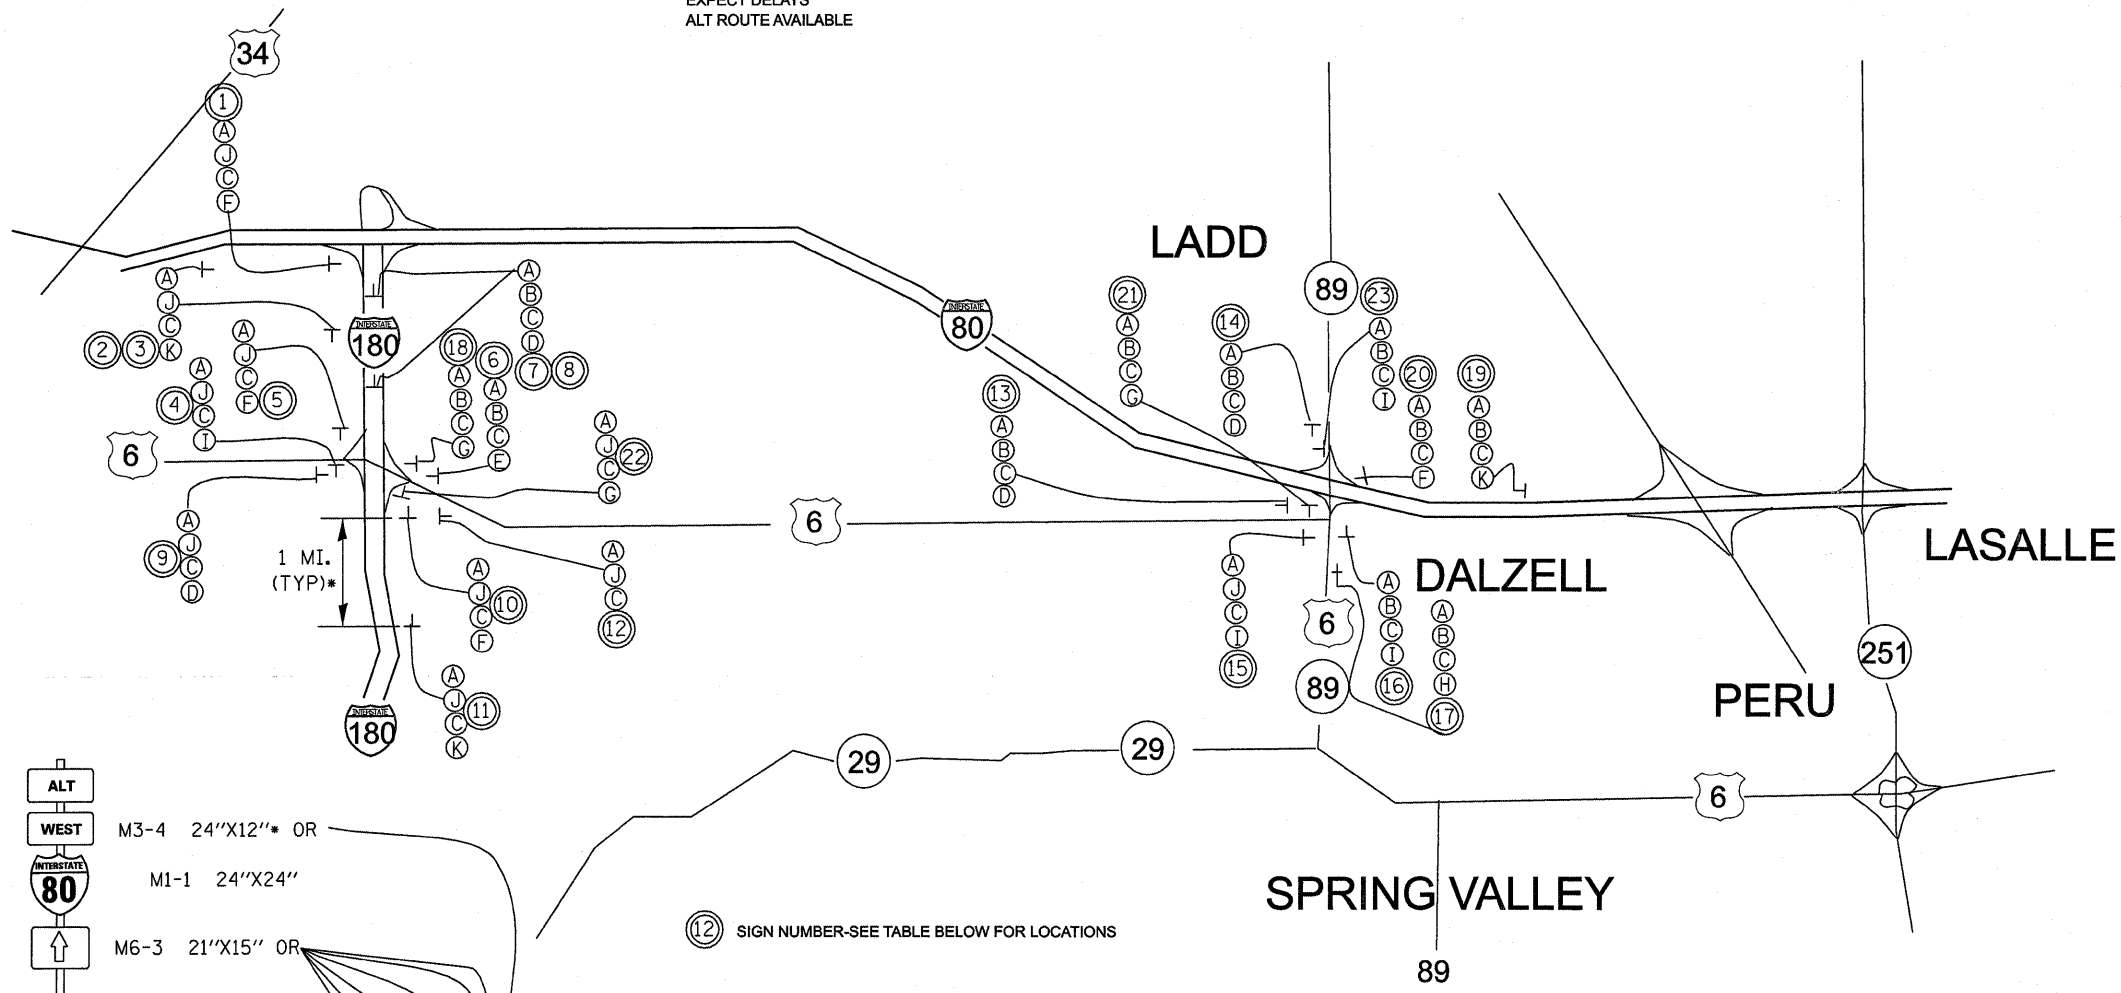 EXPECT DELAYS
ALT ROUTE AVAILABLE
34
1
A
J
C
F
LADD
A
J
C
K
2
3
INTERSTATE
180
A
B
C
D
7
8
INTERSTATE
80
89
23
A
B
C
I
21
A
B
C
G
14
A
B
C
D
A
J
C
F
5
18
A
B
C
G
6
A
B
C
E
A
J
C
I
4
13
A
B
C
D
20
A
B
C
F
19
A
B
C
K
A
J
C
G
22
6
6
A
J
C
D
9
1 MI.
(TYP)*
A
J
C
F
10
A
J
C
12
A
J
C
I
15
LASALLE
DALZELL
6
89
A
B
C
I
16
A
B
C
H
17
251
PERU
A
J
C
K
11
INTERSTATE
180
29
29
6
ALT
WEST
M3-4 24"X12"* OR
INTERSTATE
80
M1-1 24"X24"
SPRING VALLEY
M6-3 21"X15" OR
12 SIGN NUMBER-SEE TABLE BELOW FOR LOCATIONS
89